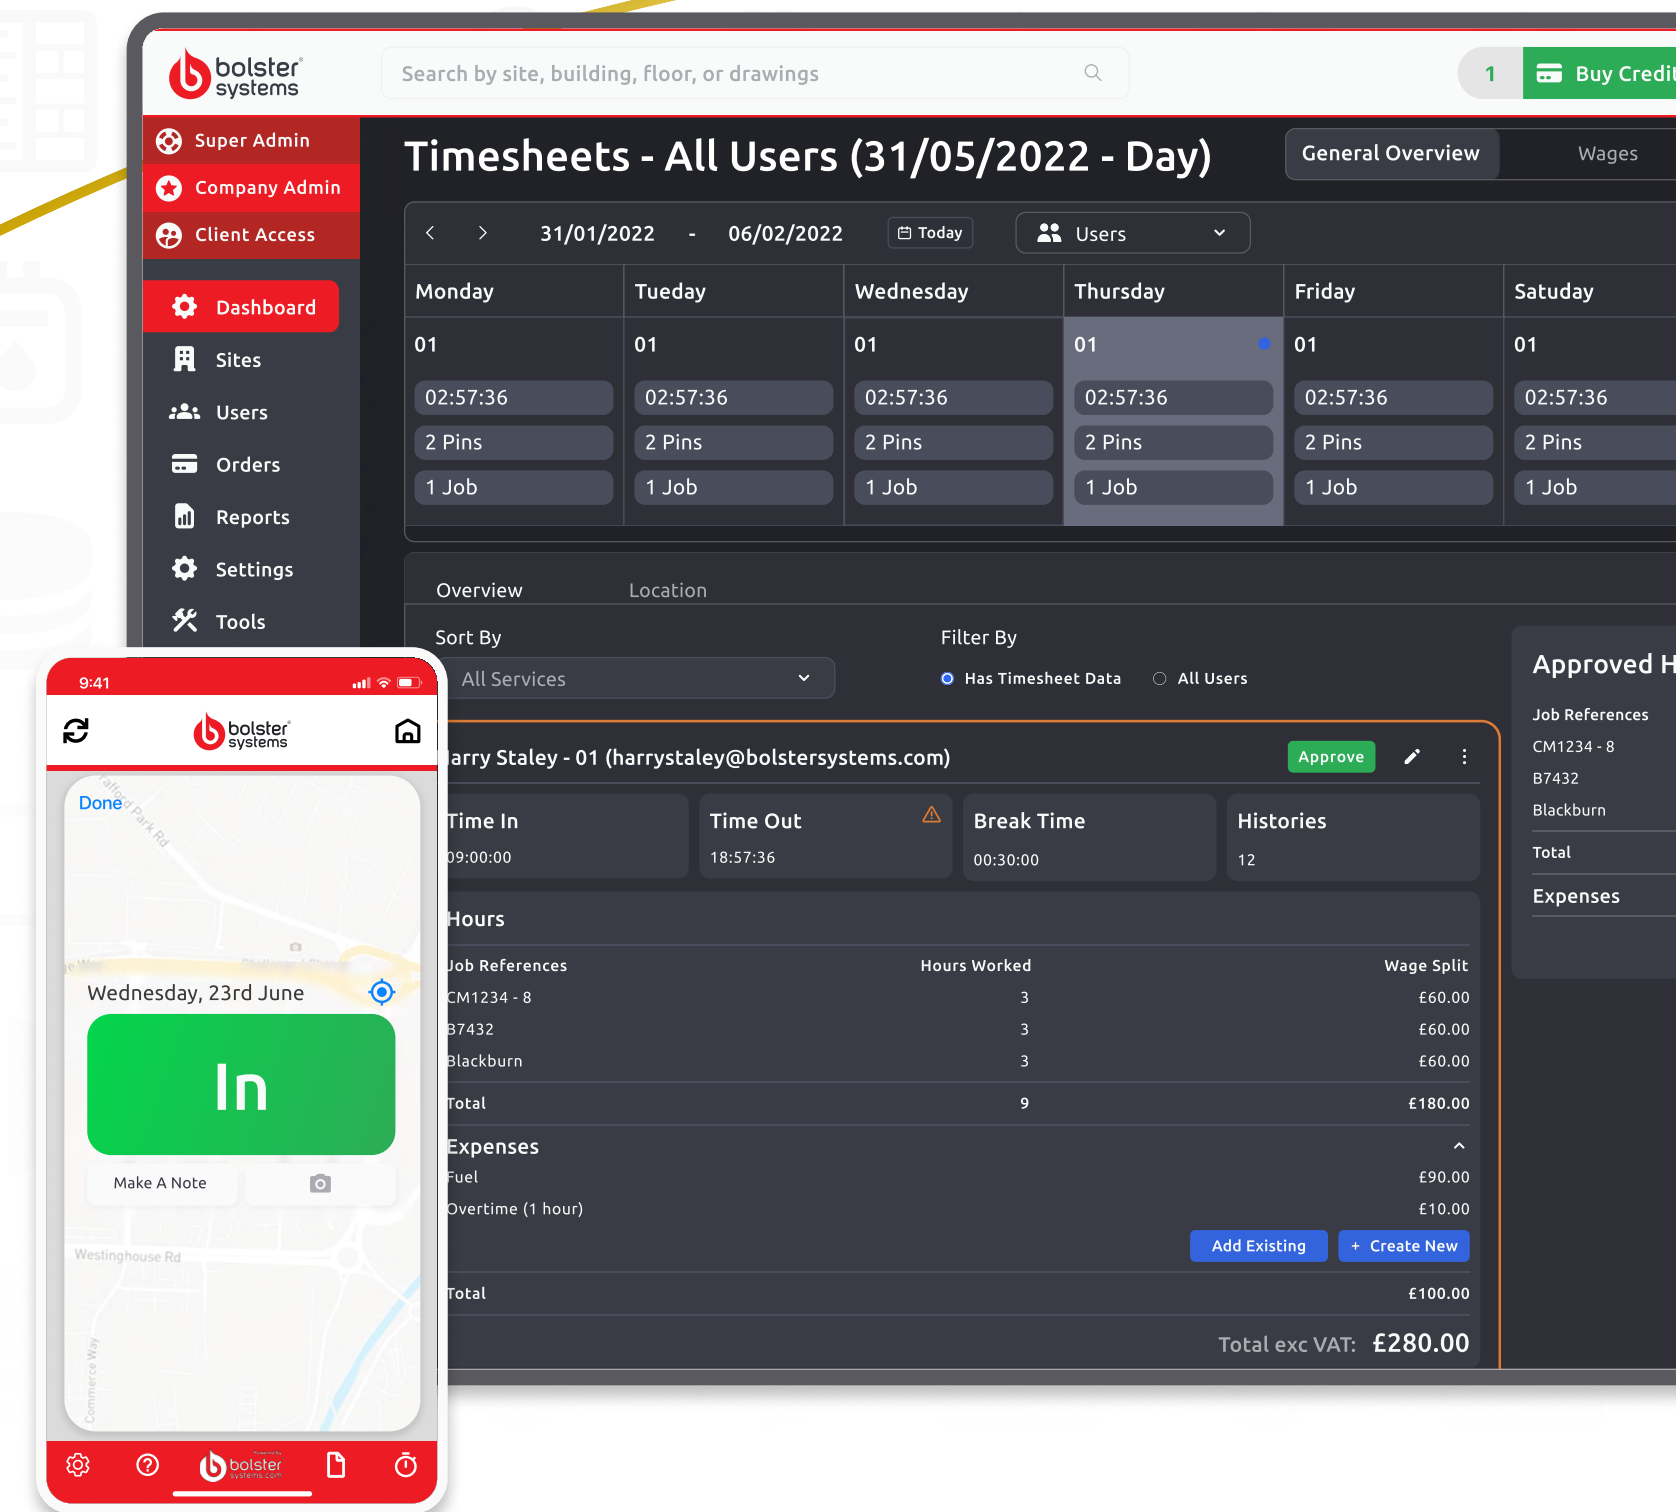 bolster
systems
Search by site, building, floor, or drawings
1
Buy Credit
Super Admin
Company Admin
Client Access
Dashboard
Sites
Users
Orders
Reports
Settings
Tools
Timesheets - All Users (31/05/2022 - Day)
General Overview
Wages
31/01/2022 - 06/02/2022
Today
Users
Monday Tueday Wednesday Thursday Friday Satuday
01 01 01 01 01 01
02:57:36 02:57:36 02:57:36 02:57:36 02:57:36 02:57:36
2 Pins 2 Pins 2 Pins 2 Pins 2 Pins 2 Pins
1 Job 1 Job 1 Job 1 Job 1 Job 1 Job
Overview Location
Sort By Filter By
All Services Has Timesheet Data All Users
arry Staley - 01 (harrystaley@bolstersystems.com) Approve
Time In Time Out Break Time Histories
09:00:00 18:57:36 00:30:00 12
Hours
Job References Hours Worked Wage Split
CM1234 - 8 3 £60.00
B7432 3 £60.00
Blackburn 3 £60.00
Total 9 £180.00
Expenses
Fuel £90.00
Overtime (1 hour) £10.00
Add Existing + Create New
Total £100.00
Total exc VAT: £280.00
Approved H
Job References
CM1234 - 8
B7432
Blackburn
Total
Expenses
9:41
bolster
systems
Trafford Park Rd
Done
Wednesday, 23rd June
In
Make A Note
Westinghouse Rd
Commerce Way
Powered by
bolster
systems.com